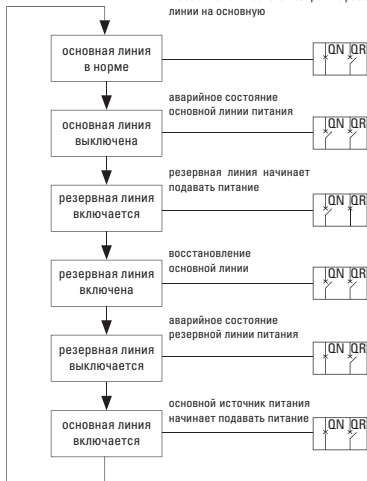 линии на основную
основная линия
в норме
QN QR
аварийное состояние
основной линии питания
основная линия
выключена
QN QR
резервная линия начинает
подавать питание
резервная линия
включается
QN QR
восстановление
основной линии
резервная линия
включена
QN QR
аварийное состояние
резервной линии питания
резервная линия
выключается
QN QR
основной источник питания
начинает подавать питание
основная линия
включается
QN QR